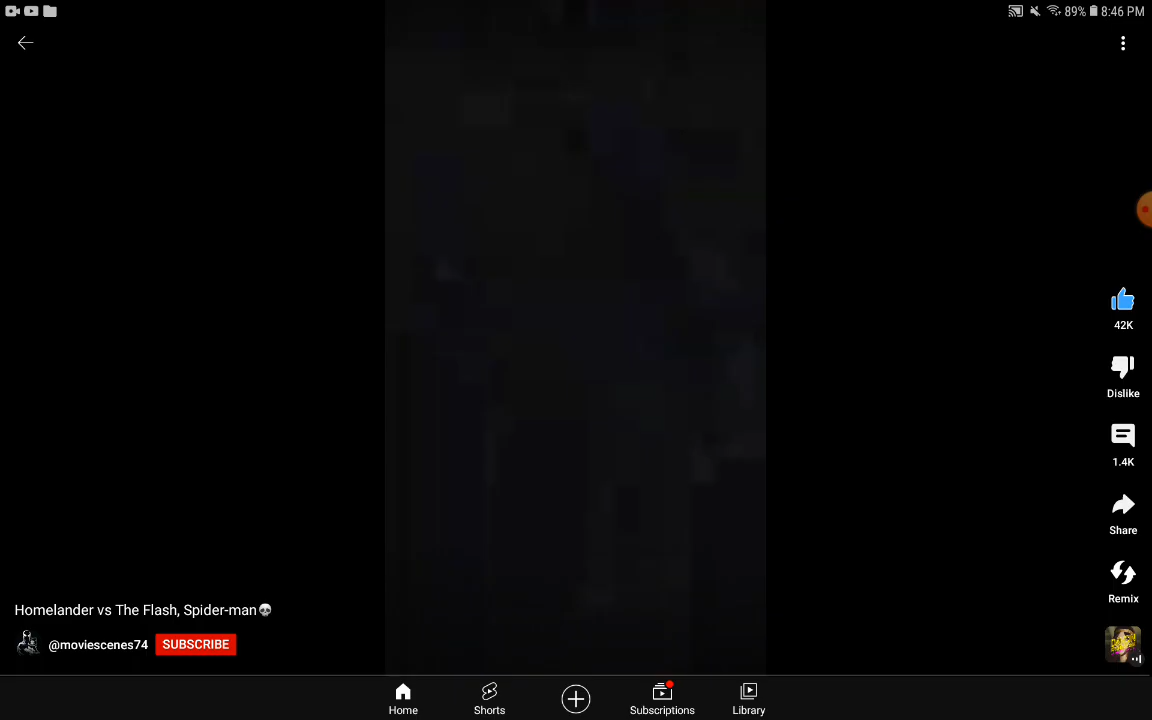 89% 8:46 PM
42K
Dislike
1.4K
Share
Remix
Homelander vs The Flash, Spider-man💀
@moviescenes74 SUBSCRIBE
Home Shorts Subscriptions Library